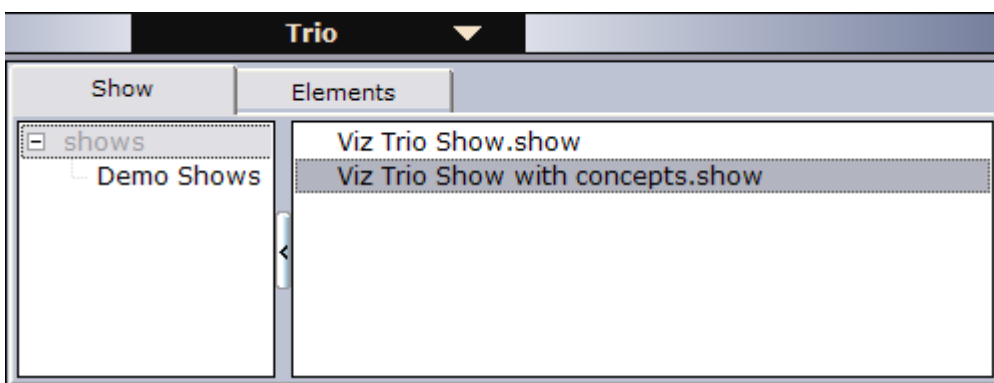 Trio
Show Elements
shows
Demo Shows
Viz Trio Show.show
Viz Trio Show with concepts.show